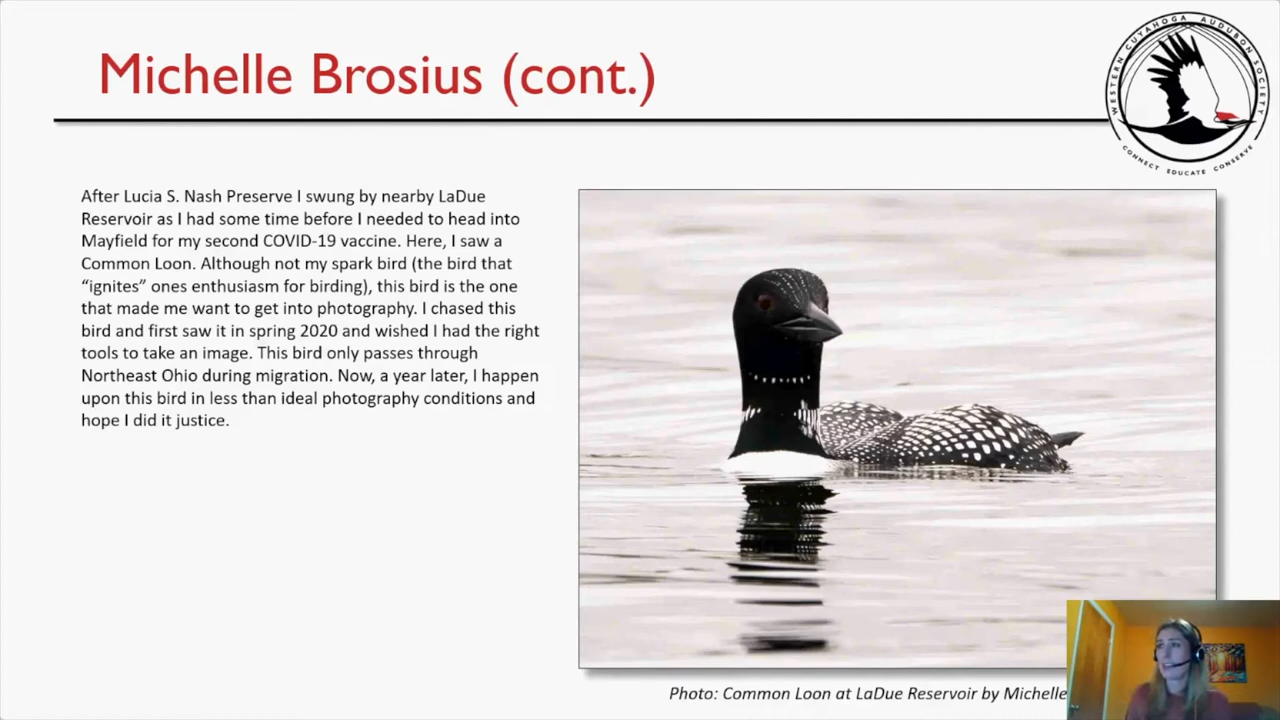 Michelle Brosius (cont.)
WESTERN CUYAHOGA AUDUBON SOCIETY
CONNECT EDUCATE CONSERVE
After Lucia S. Nash Preserve I swung by nearby LaDue
Reservoir as I had some time before I needed to head into
Mayfield for my second COVID-19 vaccine. Here, I saw a
Common Loon. Although not my spark bird (the bird that
“ignites” ones enthusiasm for birding), this bird is the one
that made me want to get into photography. I chased this
bird and first saw it in spring 2020 and wished I had the right
tools to take an image. This bird only passes through
Northeast Ohio during migration. Now, a year later, I happen
upon this bird in less than ideal photography conditions and
hope I did it justice.
Photo: Common Loon at LaDue Reservoir by Michelle